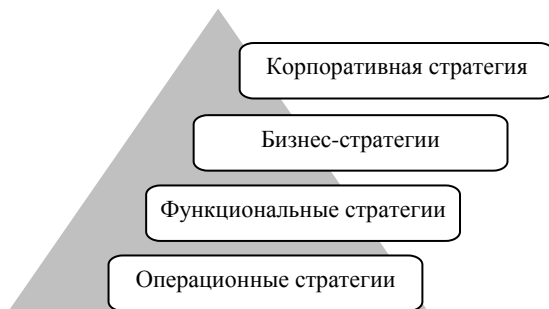 Корпоративная стратегия
Бизнес-стратегии
Функциональные стратегии
Операционные стратегии